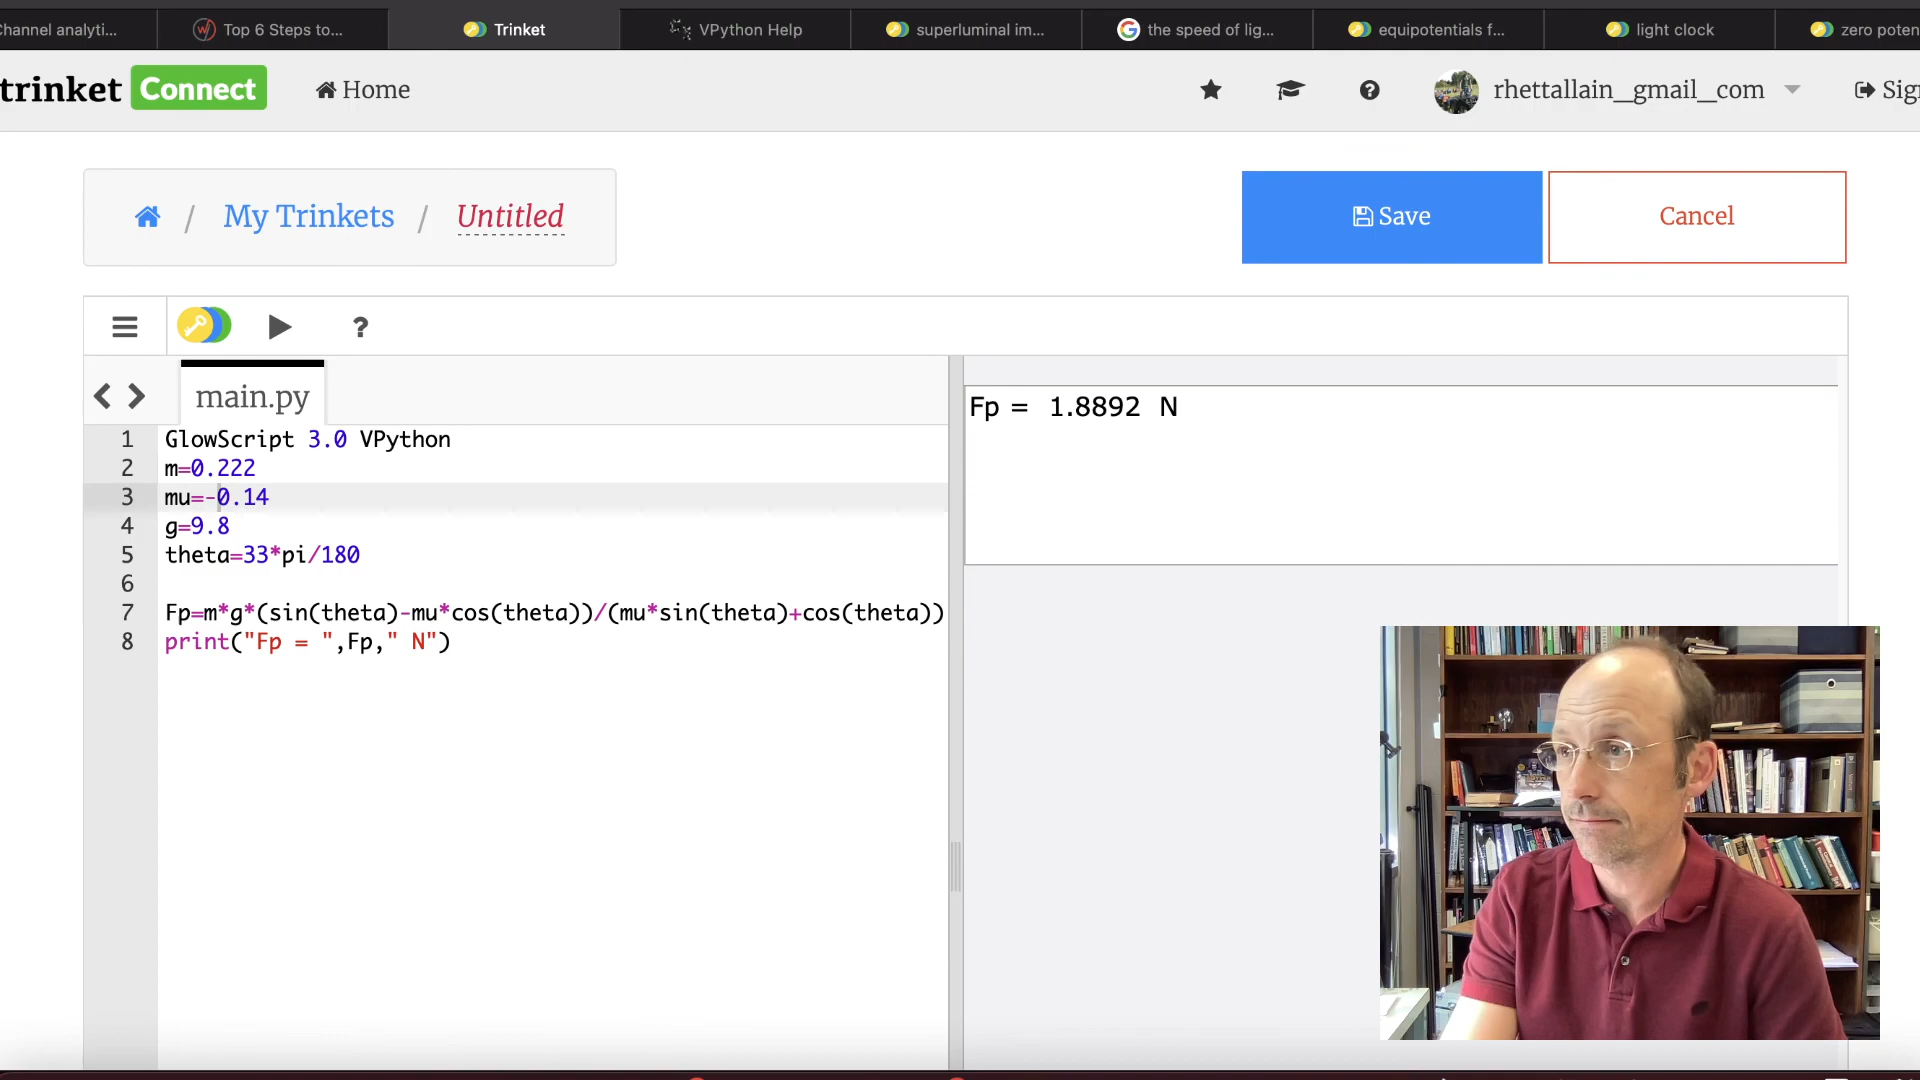 Channel analyti... Top 6 Steps to... Trinket VPython Help superluminal im... the speed of lig... equipotentials f... light clock zero poten
trinket Connect Home rhettallain_gmail_com Sig
/ My Trinkets / Untitled Save Cancel
?
main.py
1 GlowScript 3.0 VPython
2 m=0.222
3 mu=-0.14
4 g=9.8
5 theta=33*pi/180
6
7 Fp=m*g*(sin(theta)-mu*cos(theta))/(mu*sin(theta)+cos(theta))
8 print("Fp = ",Fp," N")
Fp = 1.8892 N